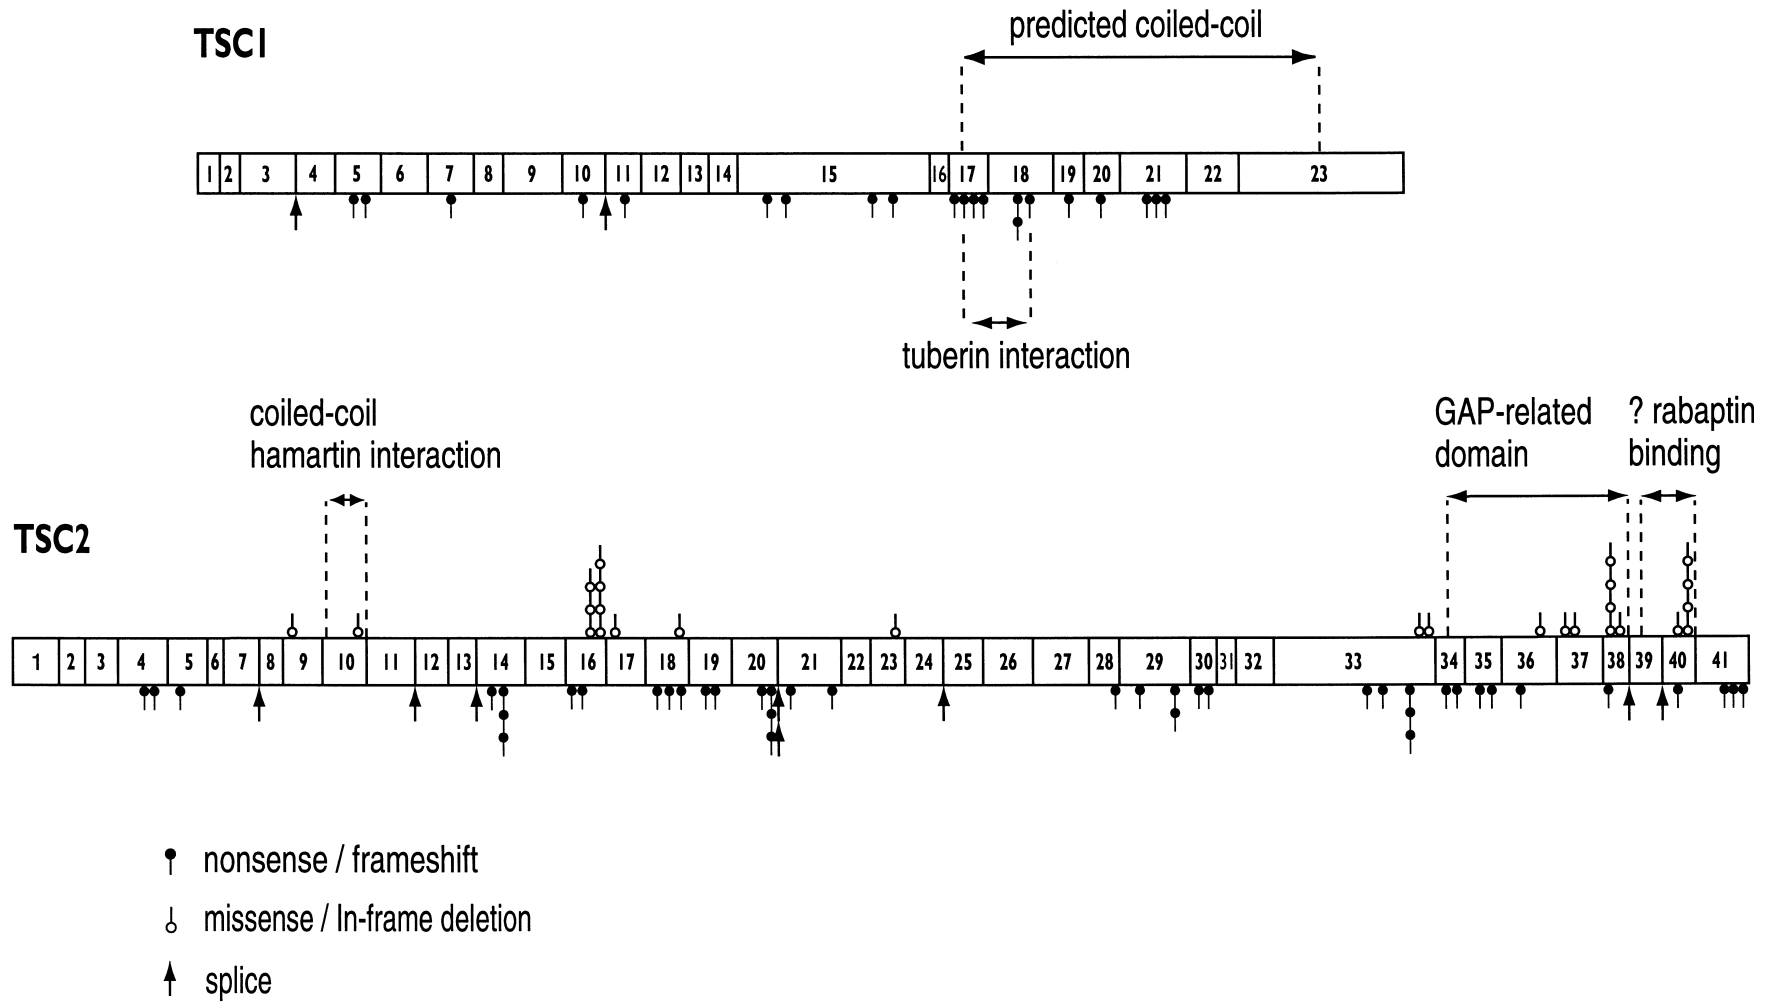 TSC1
predicted coiled-coil
1 2 3 4 5 6 7 8 9 10 11 12 13 14 15 16 17 18 19 20 21 22 23
tuberin interaction
coiled-coil
hamartin interaction
GAP-related
domain
? rabaptin
binding
TSC2
1 2 3 4 5 6 7 8 9 10 11 12 13 14 15 16 17 18 19 20 21 22 23 24 25 26 27 28 29 30 31 32 33 34 35 36 37 38 39 40 41
nonsense / frameshift
missense / In-frame deletion
splice